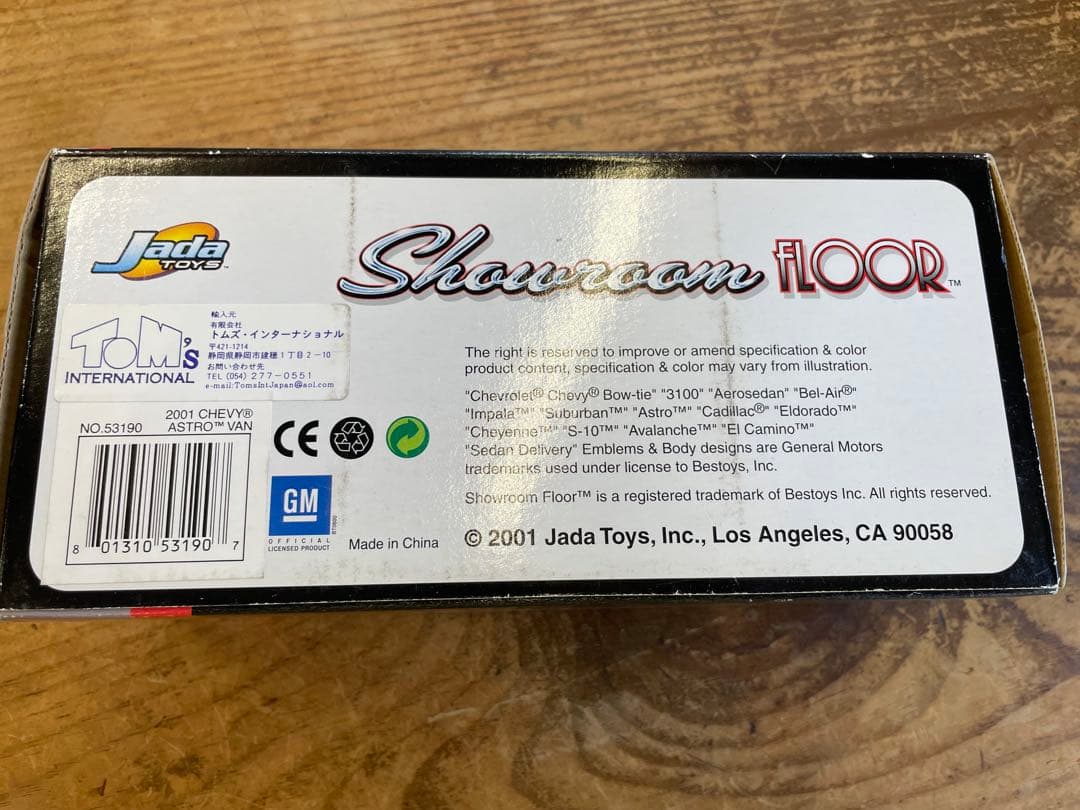 Jada
TOYS™
Showroom FLOOR™
TOM's
INTERNATIONAL
輸入元
有限会社
トムズ・インターナショナル
〒421-1214
静岡県静岡市建穂1丁目2-10
お問い合わせ先
TEL(054) 277-0551
e-mail:TomsIntJapan@aol.com
2001 CHEVY®
NO.53190 ASTRO™ VAN
8 01310 53190 7
GM
OFFICIAL
LICENSED PRODUCT
Made in China
The right is reserved to improve or amend specification & color
product content, specification & color may vary from illustration.
"Chevrolet® Chevy® Bow-tie" "3100" "Aerosedan" "Bel-Air®"
"Impala™" "Suburban™" "Astro™" "Cadillac®" "Eldorado™"
"Cheyenne™" "S-10™" "Avalanche™" "El Camino™"
"Sedan Delivery" Emblems & Body designs are General Motors
trademarks used under license to Bestoys, Inc.
Showroom Floor™ is a registered trademark of Bestoys Inc. All rights reserved.
© 2001 Jada Toys, Inc., Los Angeles, CA 90058